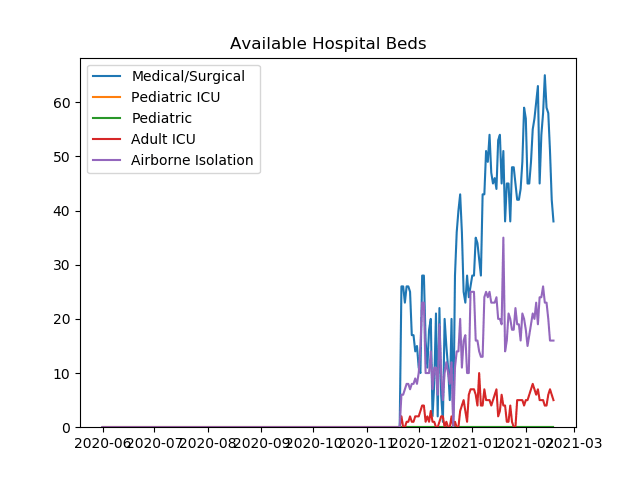 Available Hospital Beds
Medical/Surgical
Pediatric ICU
Pediatric
Adult ICU
Airborne Isolation
60
50
40
30
20
10
0
2020-06 2020-07 2020-08 2020-09 2020-10 2020-11 2020-12 2021-01 2021-02 2021-03